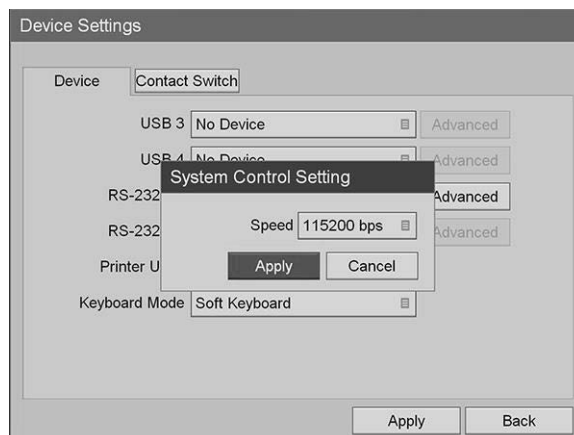 Device Settings
Device Contact Switch
USB 3 No Device Advanced
USB 4 No Device Advanced
System Control Setting
RS-232 Advanced
Speed 115200 bps
RS-232 Advanced
Printer U Apply Cancel
Keyboard Mode Soft Keyboard
Apply Back